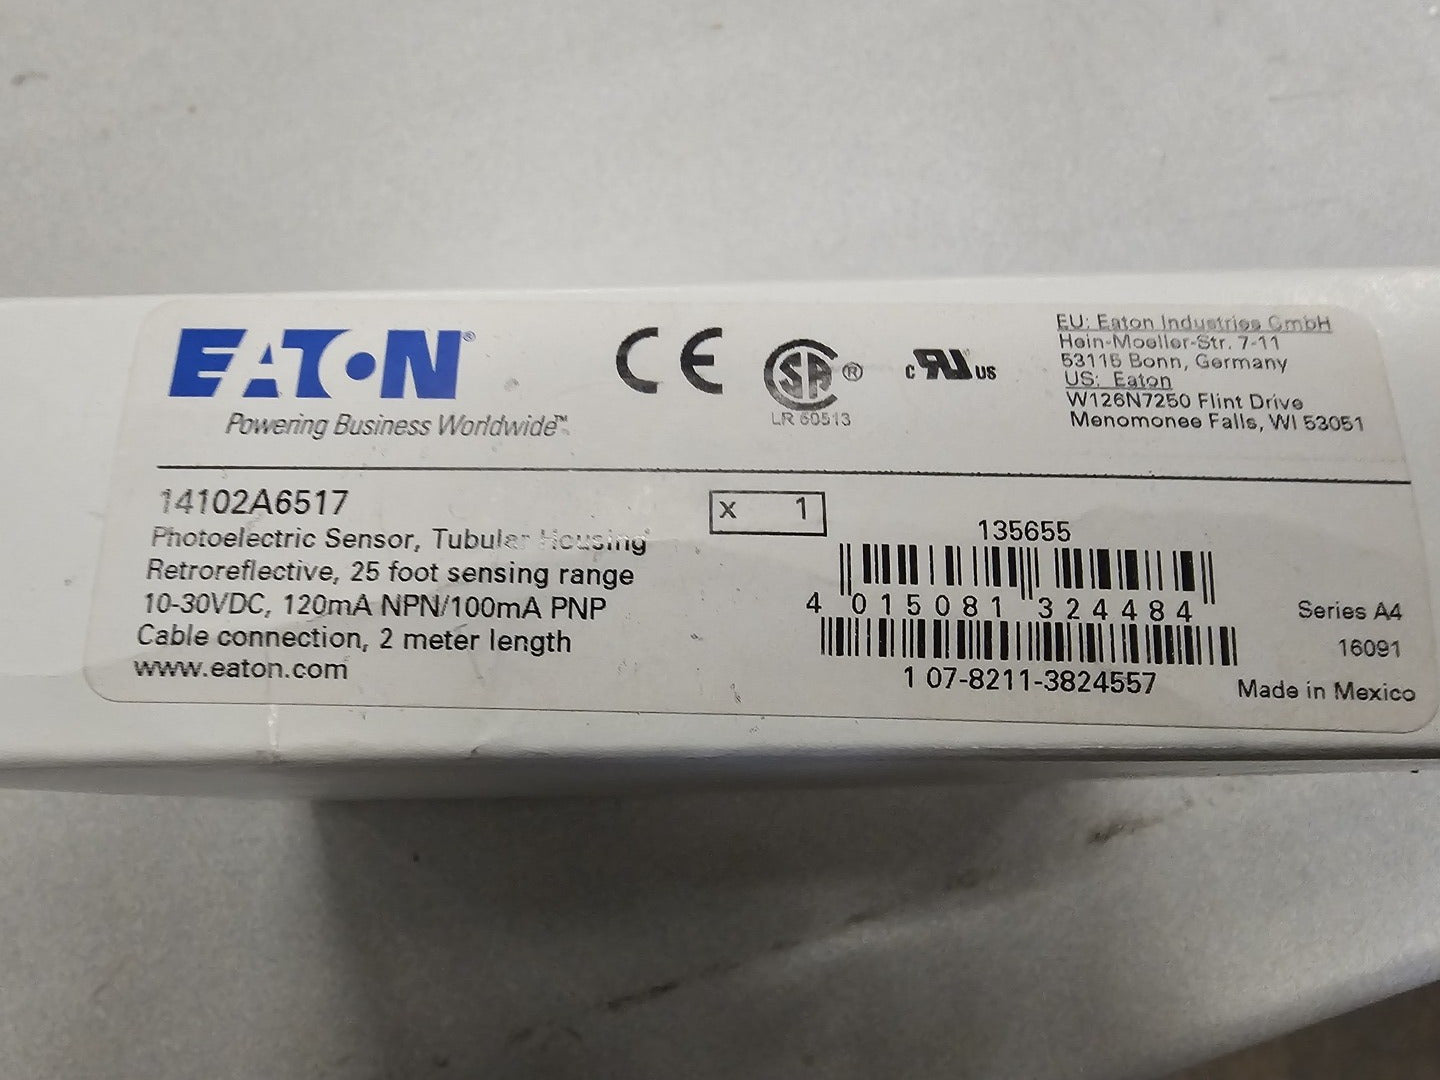 EATON®
Powering Business Worldwide™
CE
SA ®
LR 60513
c UR US
EU: Eaton Industries GmbH
Hein-Moeller-Str. 7-11
53115 Bonn, Germany
US: Eaton
W126N7250 Flint Drive
Menomonee Falls, WI 53051
14102A6517
Photoelectric Sensor, Tubular Housing
Retroreflective, 25 foot sensing range
10-30VDC, 120mA NPN/100mA PNP
Cable connection, 2 meter length
www.eaton.com
X 1
135655
4 015081 324484
1 07-8211-3824557
Series A4
16091
Made in Mexico